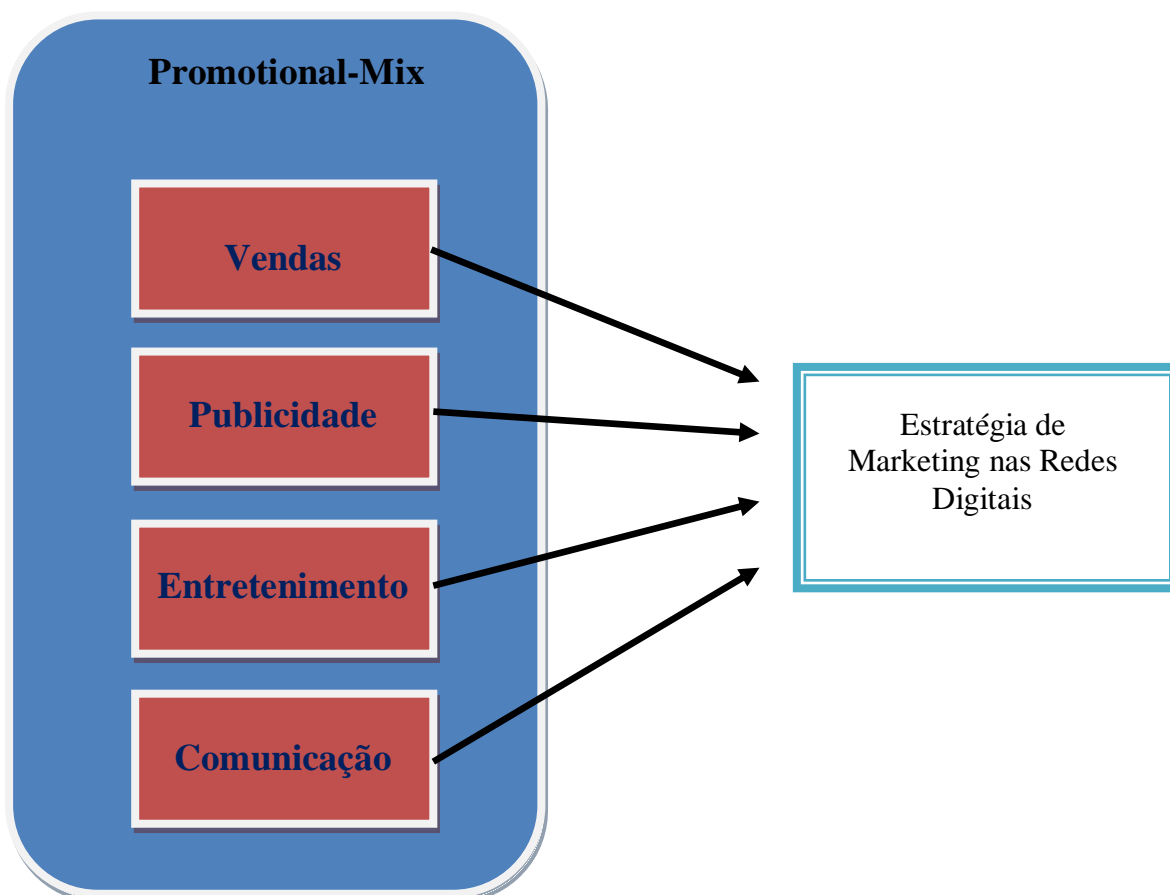 Promotional-Mix
Vendas
Publicidade
Entretenimento
Comunicação
Estratégia de
Marketing nas Redes
Digitais